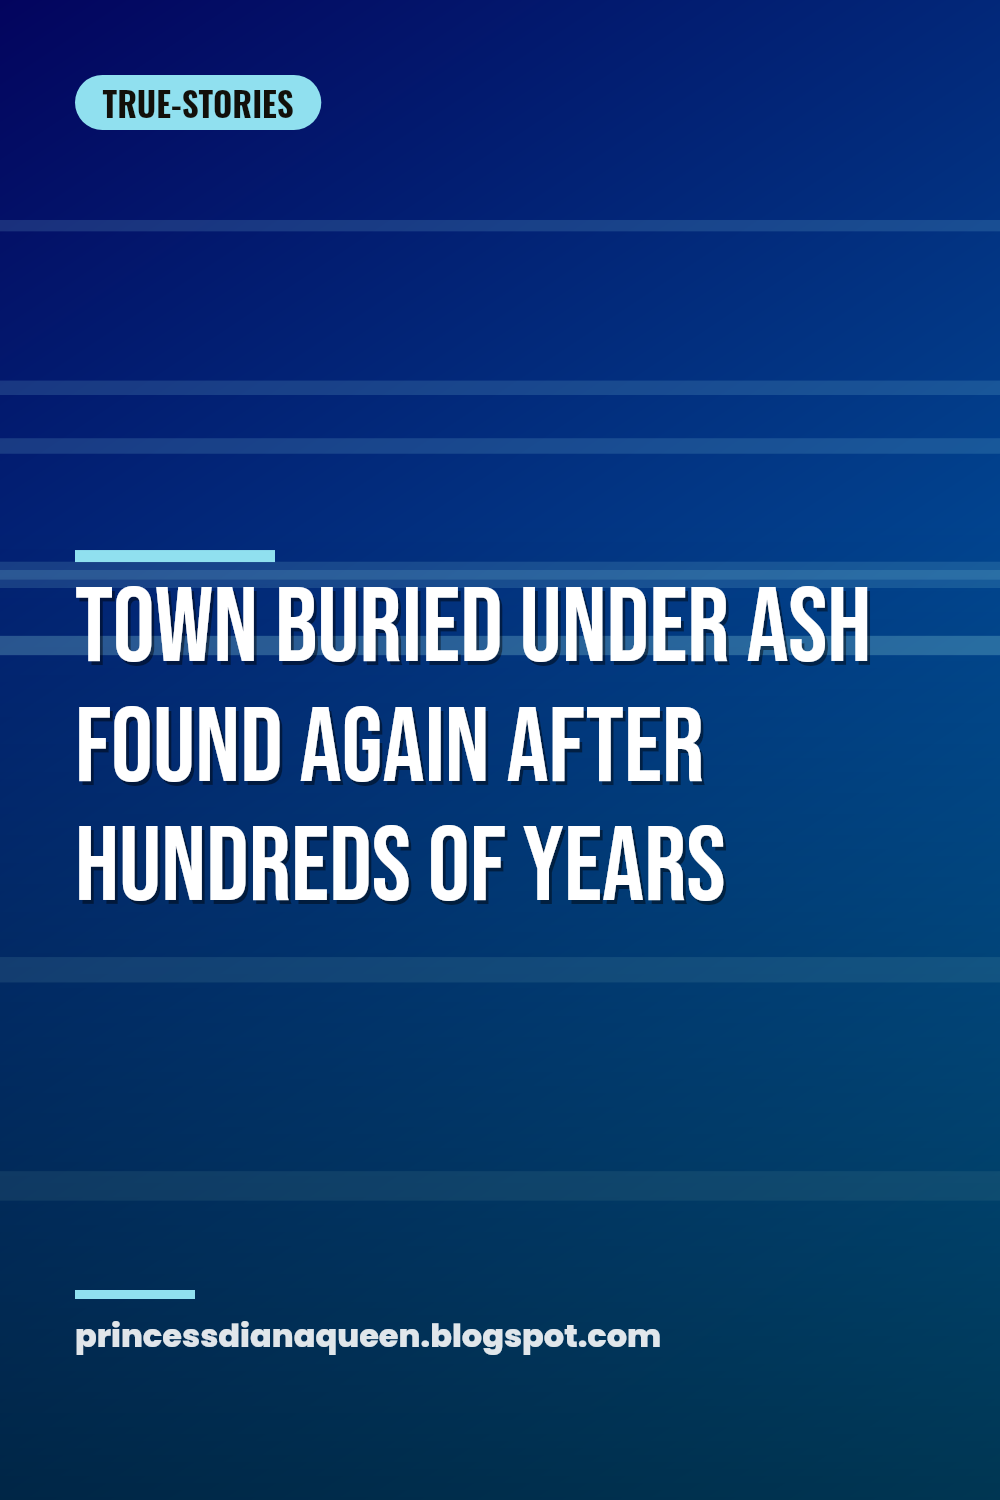 TRUE-STORIES
TOWN BURIED UNDER ASH
FOUND AGAIN AFTER
HUNDREDS OF YEARS
princessdianaqueen.blogspot.com